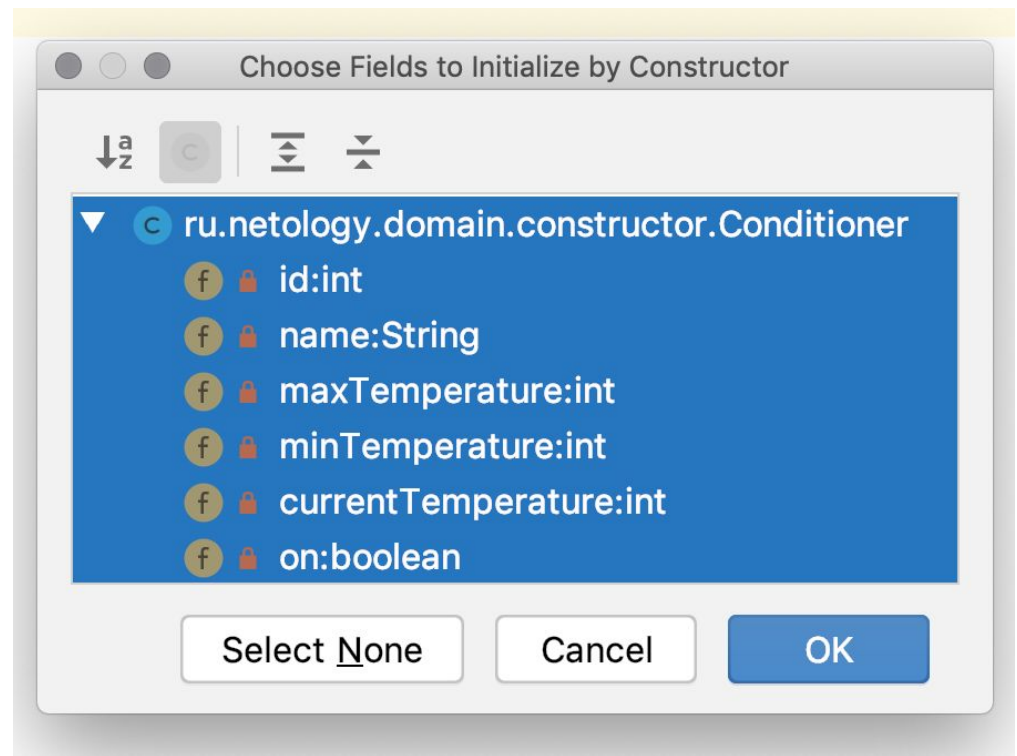 Choose Fields to Initialize by Constructor
a
z
C
C ru.netology.domain.constructor.Conditioner
f id:int
f name:String
f maxTemperature:int
f minTemperature:int
f currentTemperature:int
f on:boolean
Select None Cancel OK